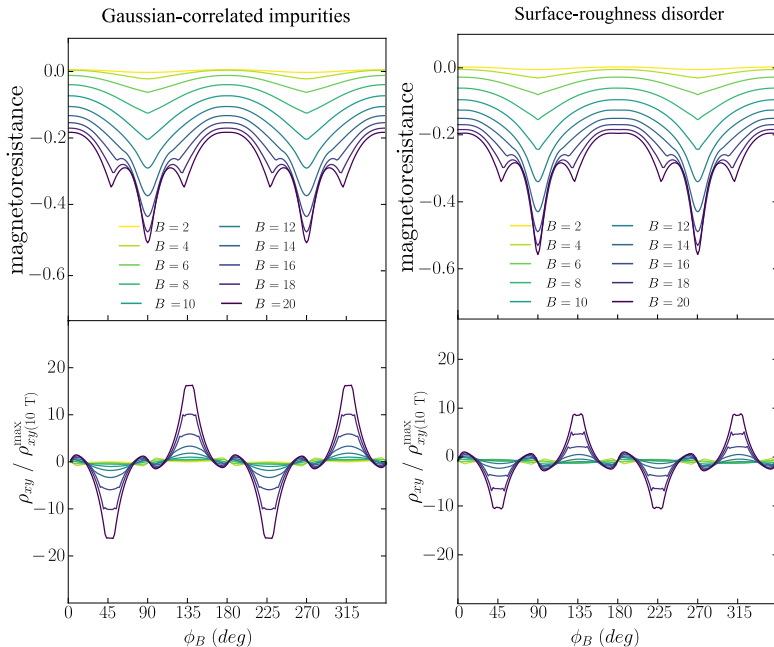 Gaussian-correlated impurities
Surface-roughness disorder
magnetoresistance
0.0
−0.2
−0.4
−0.6
B = 2
B = 4
B = 6
B = 8
B = 10
B = 12
B = 14
B = 16
B = 18
B = 20
magnetoresistance
0.0
−0.2
−0.4
−0.6
B = 2
B = 4
B = 6
B = 8
B = 10
B = 12
B = 14
B = 16
B = 18
B = 20
ρxy / ρxy(10 T)max
20
10
0
−10
−20
0 45 90 135 180 225 270 315
ϕB (deg)
ρxy / ρxy(10 T)max
20
10
0
−10
−20
0 45 90 135 180 225 270 315
ϕB (deg)